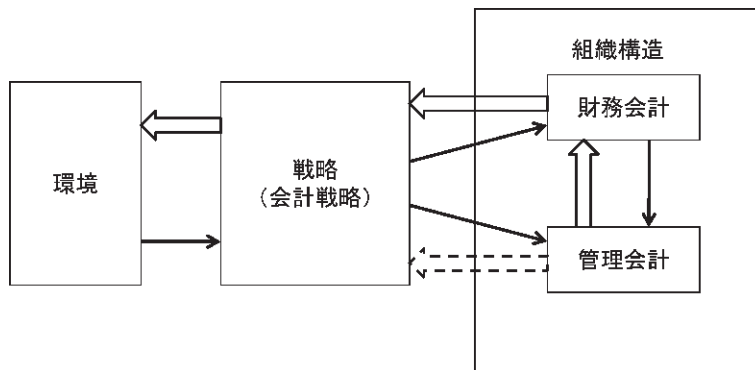 組織構造
財務会計
環境
戦略
（会計戦略）
管理会計